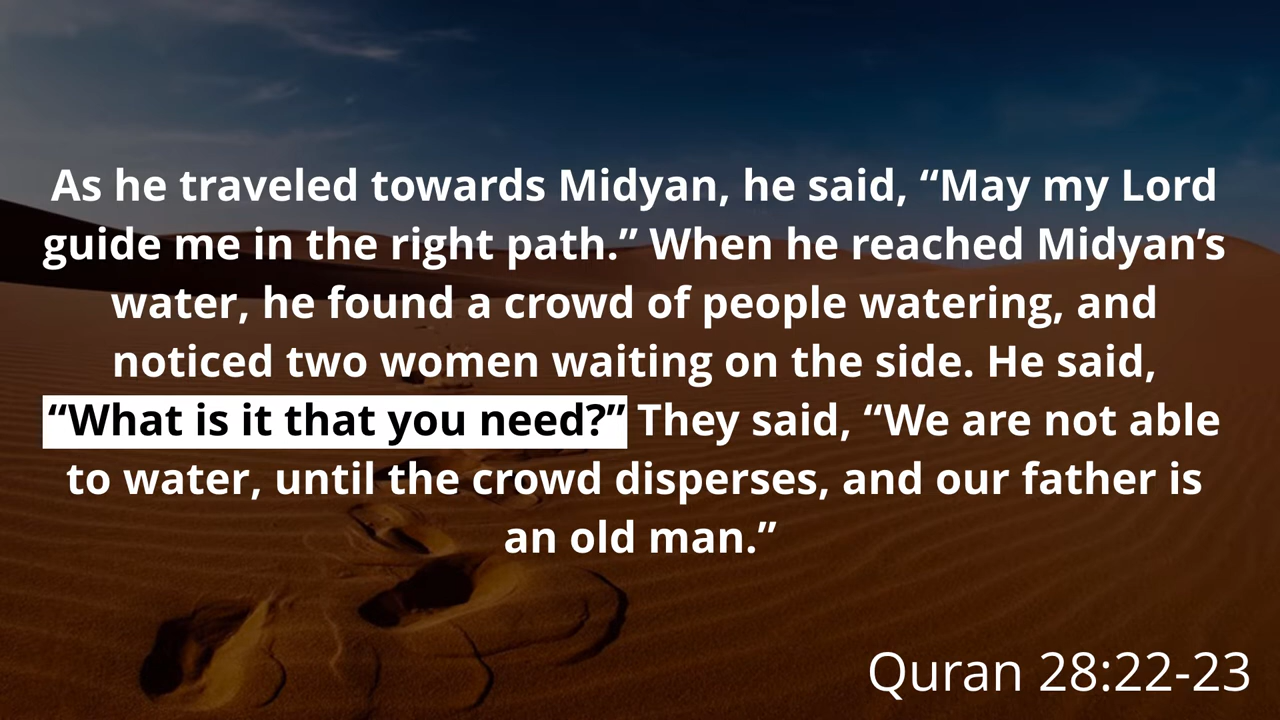 As he traveled towards Midyan, he said, “May my Lord
guide me in the right path.” When he reached Midyan’s
water, he found a crowd of people watering, and
noticed two women waiting on the side. He said,
“What is it that you need?” They said, “We are not able
to water, until the crowd disperses, and our father is
an old man.”
Quran 28:22-23